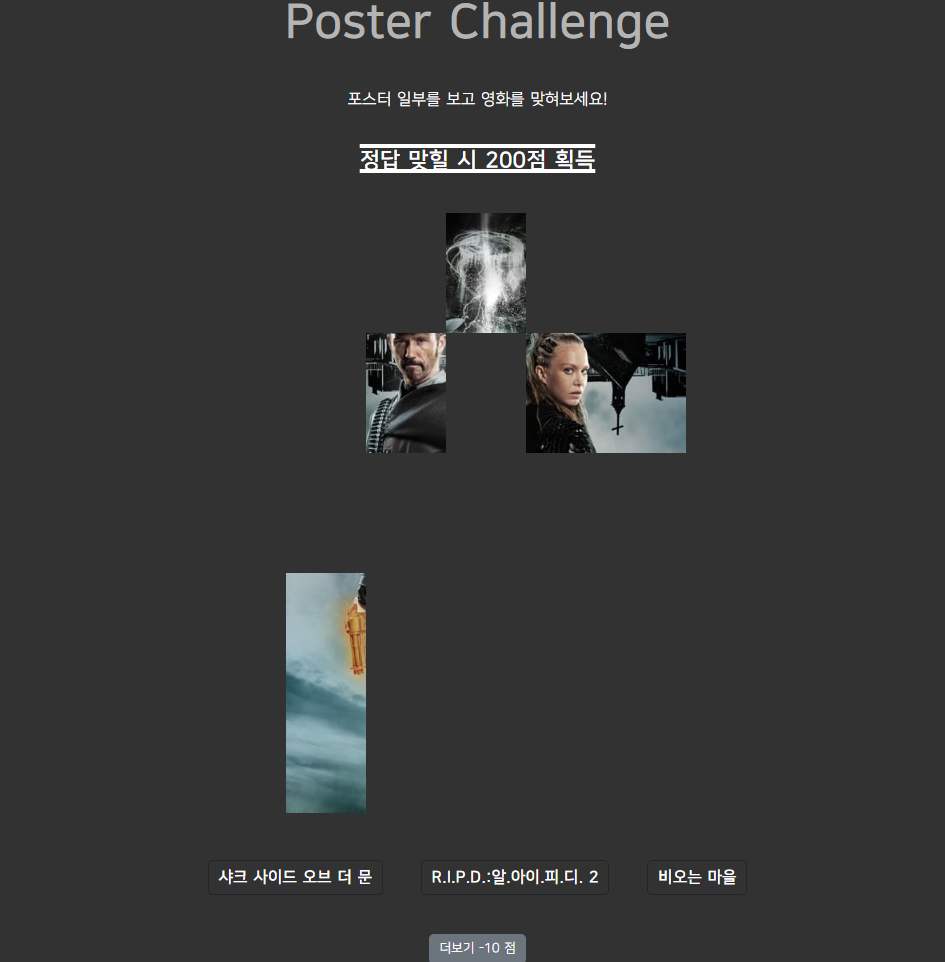 Poster Challenge
포스터 일부를 보고 영화를 맞혀보세요!
정답 맞힐 시 200점 획득
샤크 사이드 오브 더 문
R.I.P.D.:알.아이.피.디. 2
비오는 마을
더보기 -10 점